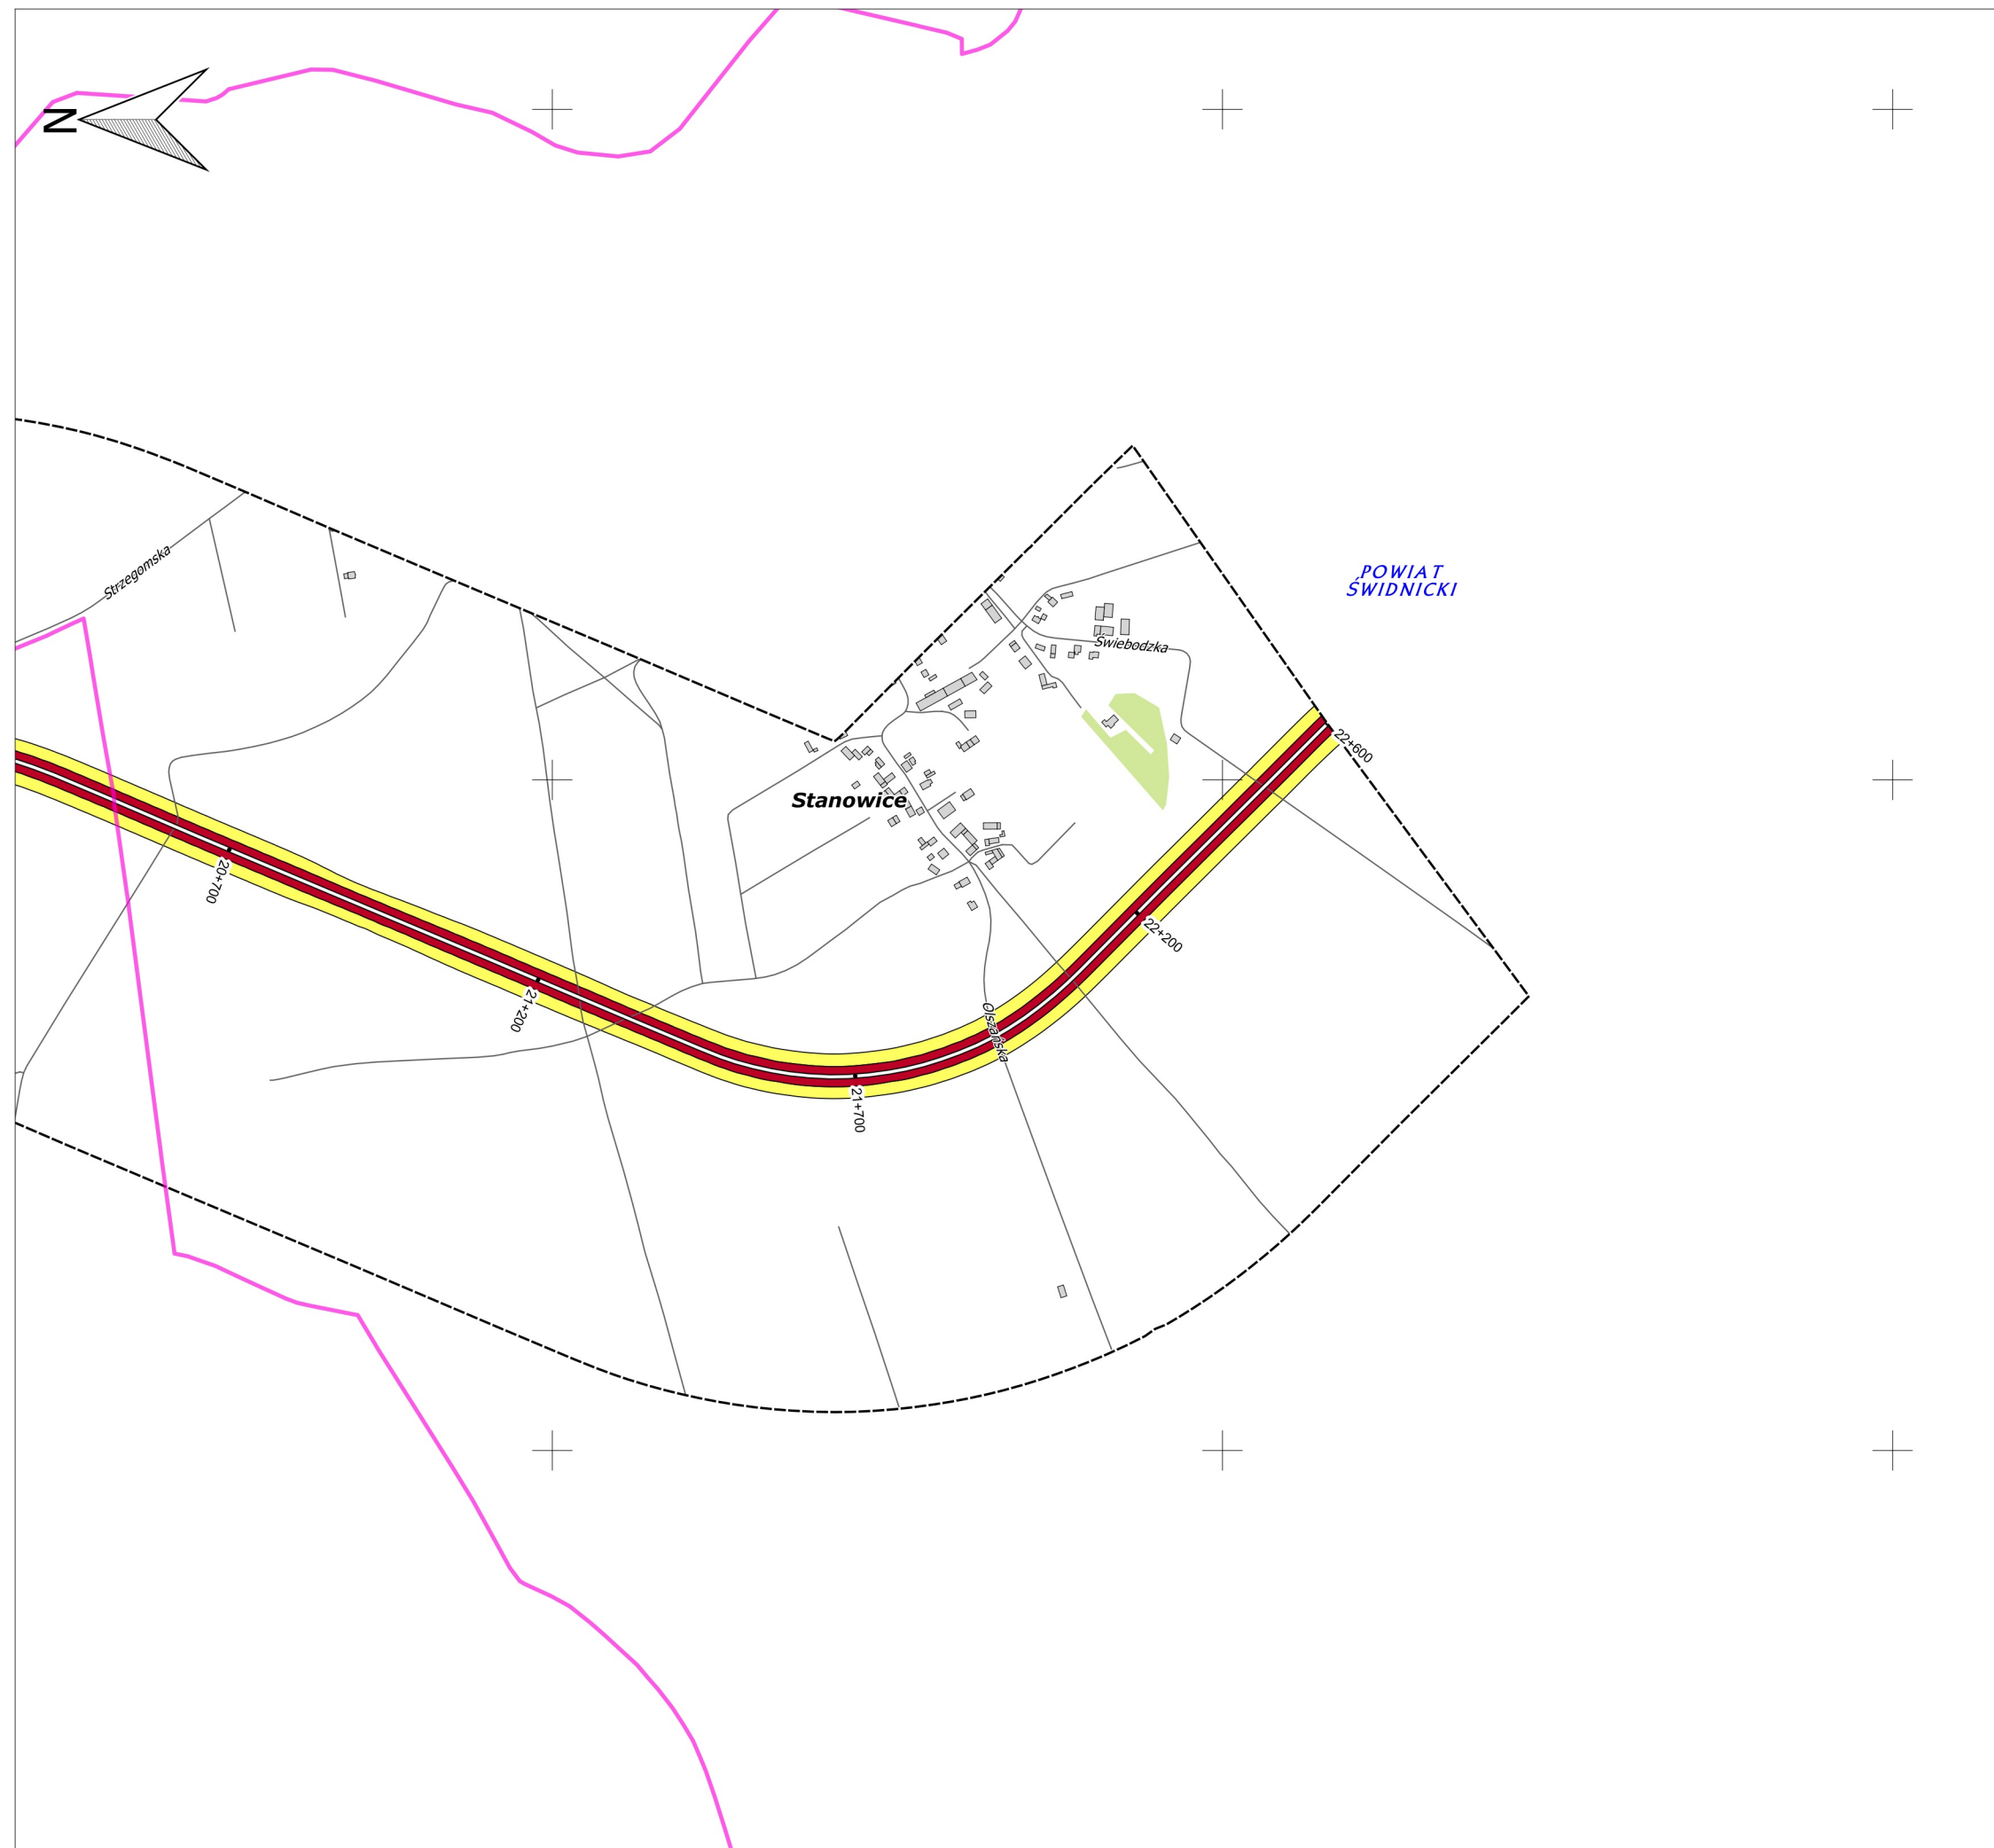 N
Strzegomska
POWIAT
ŚWIDNICKI
Świebodzka
22+600
Stanowice
20+700
22+200
21+200
Olszańska
21+700